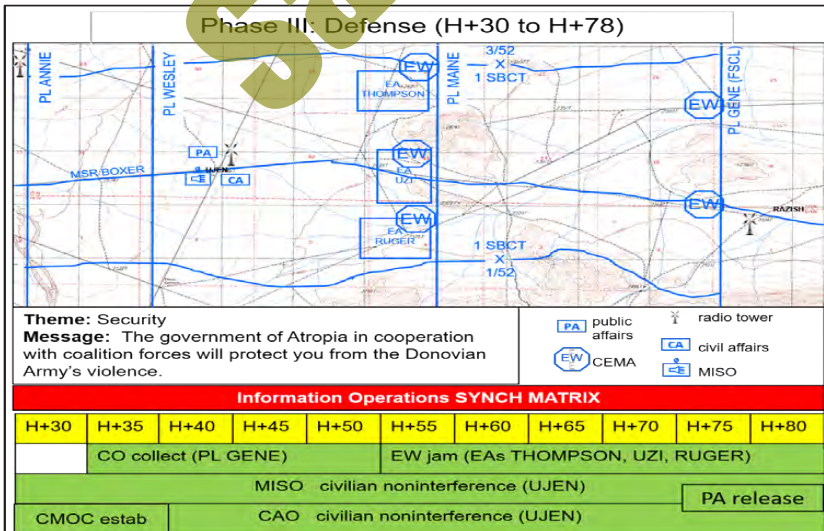 Phase III: Defense (H+30 to H+78)
PL ANNIE
PL WESLEY
EW
EA
THOMPSON
PL MAINE
3/52
X
1 SBCT
EW
PL GENE (FSCL)
PA
UJEN
CA
MSR BOXER
EW
EA
UZI
EW
RAZISH
EW
EA
RUGER
1 SBCT
X
1/52
Theme: Security
Message: The government of Atropia in cooperation
with coalition forces will protect you from the Donovian
Army's violence.
PA public
affairs
radio tower
EW CEMA
CA civil affairs
MISO
Information Operations SYNCH MATRIX
H+30 H+35 H+40 H+45 H+50 H+55 H+60 H+65 H+70 H+75 H+80
CO collect (PL GENE) EW jam (EAs THOMPSON, UZI, RUGER)
MISO civilian noninterference (UJEN)
PA release
CMOC estab CAO civilian noninterference (UJEN)